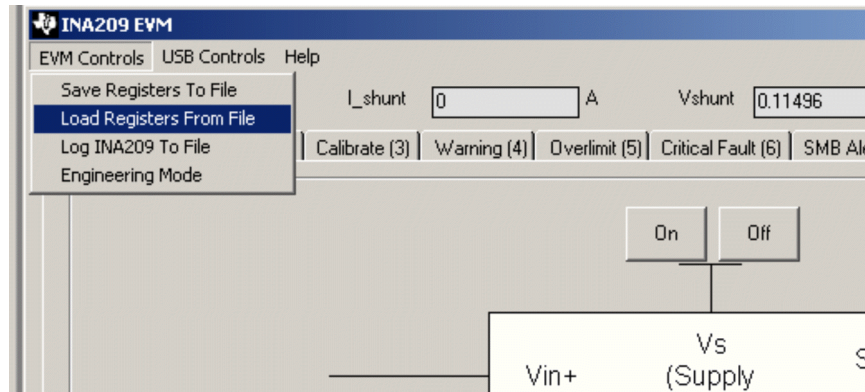 INA209 EVM
EVM Controls USB Controls Help
Save Registers To File
Load Registers From File
Log INA209 To File
Engineering Mode
I_shunt 0 A Vshunt 0.11496
Calibrate (3) Warning (4) Overlimit (5) Critical Fault (6) SMB
On Off
Vs
Vin+ (Supply